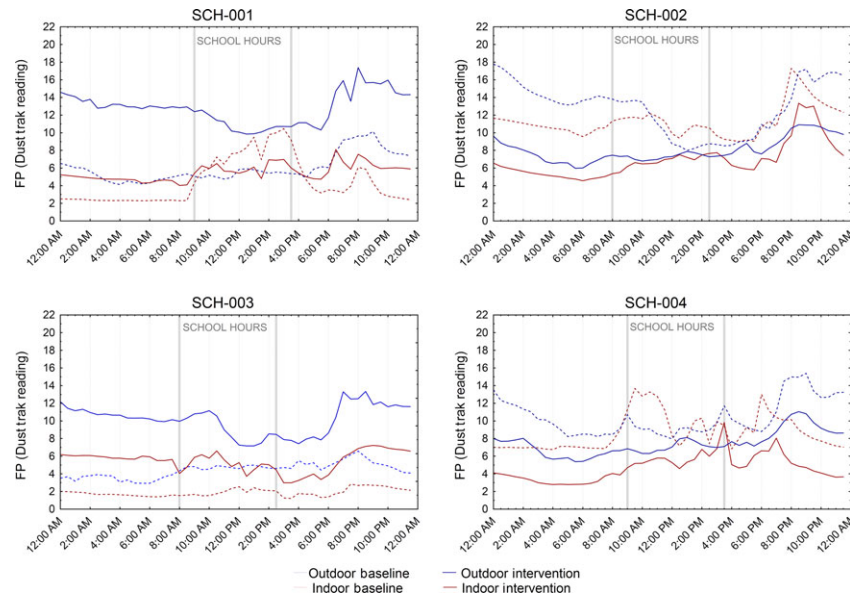 SCH-001
SCHOOL HOURS
FP (Dust trak reading)
22
20
18
16
14
12
10
8
6
4
2
0
12:00 AM 2:00 AM 4:00 AM 6:00 AM 8:00 AM 10:00 AM 12:00 PM 2:00 PM 4:00 PM 6:00 PM 8:00 PM 10:00 PM 12:00 AM
SCH-002
SCHOOL HOURS
FP (Dust trak reading)
22
20
18
16
14
12
10
8
6
4
2
0
12:00 AM 2:00 AM 4:00 AM 6:00 AM 8:00 AM 10:00 AM 12:00 PM 2:00 PM 4:00 PM 6:00 PM 8:00 PM 10:00 PM 12:00 AM
SCH-003
SCHOOL HOURS
FP (Dust trak reading)
22
20
18
16
14
12
10
8
6
4
2
0
12:00 AM 2:00 AM 4:00 AM 6:00 AM 8:00 AM 10:00 AM 12:00 PM 2:00 PM 4:00 PM 6:00 PM 8:00 PM 10:00 PM 12:00 AM
SCH-004
SCHOOL HOURS
FP (Dust trak reading)
22
20
18
16
14
12
10
8
6
4
2
0
12:00 AM 2:00 AM 4:00 AM 6:00 AM 8:00 AM 10:00 AM 12:00 PM 2:00 PM 4:00 PM 6:00 PM 8:00 PM 10:00 PM 12:00 AM
Outdoor baseline Outdoor intervention
Indoor baseline Indoor intervention